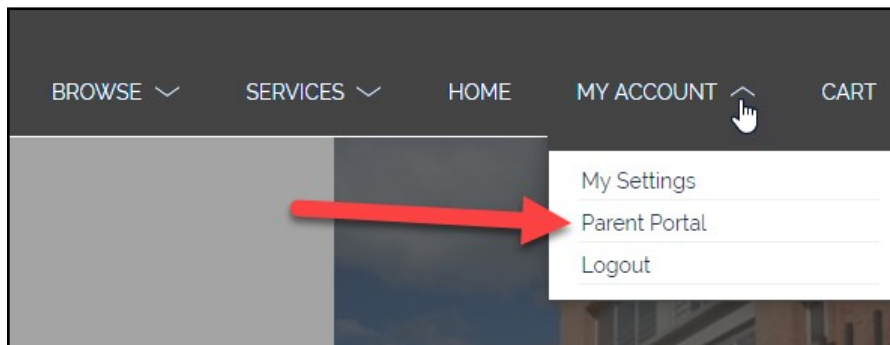 BROWSE SERVICES HOME MY ACCOUNT CART
My Settings
Parent Portal
Logout